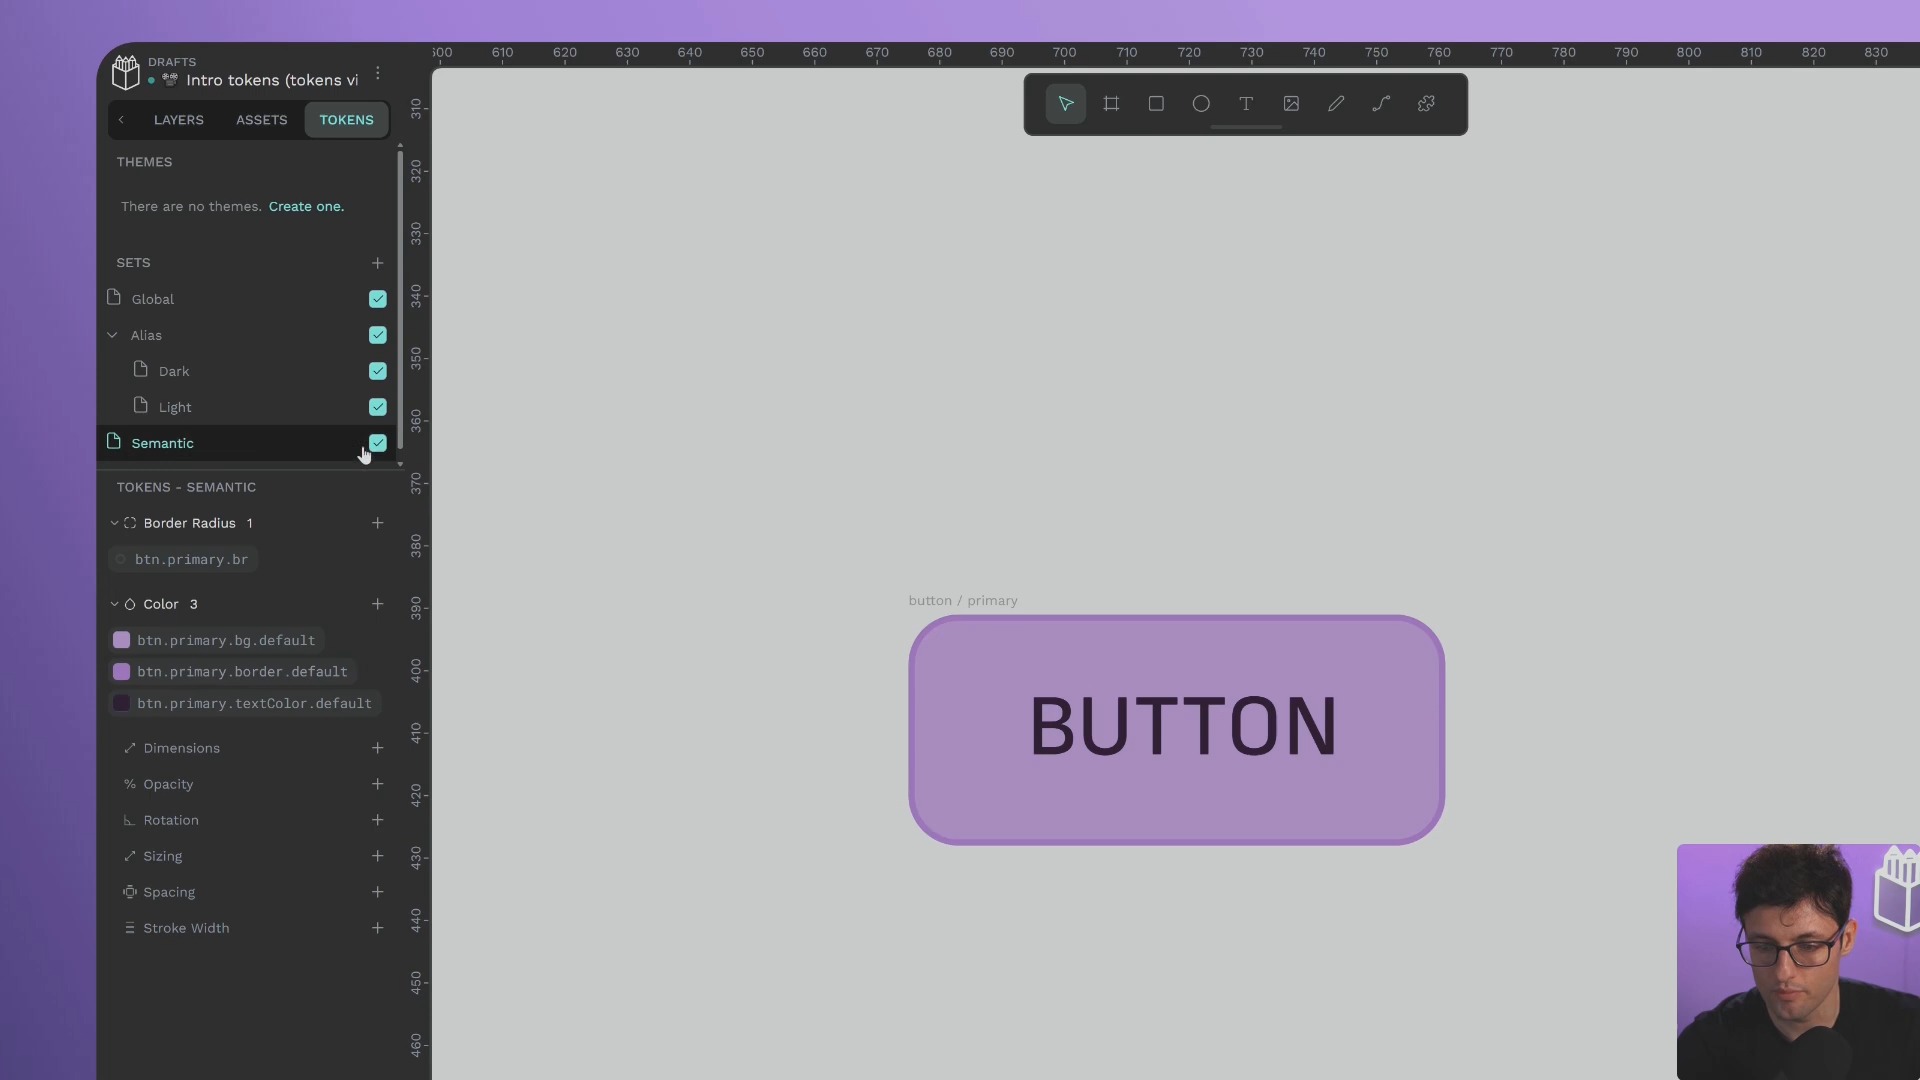 DRAFTS
Intro tokens (tokens vi
LAYERS ASSETS TOKENS
THEMES
There are no themes. Create one.
SETS
Global
Alias
Dark
Light
Semantic
TOKENS - SEMANTIC
Border Radius 1
btn.primary.br
Color 3
btn.primary.bg.default
btn.primary.border.default
btn.primary.textColor.default
Dimensions
Opacity
Rotation
Sizing
Spacing
Stroke Width
600 610 620 630 640 650 660 670 680 690 700 710 720 730 740 750 760 770 780 790 800 810 820 830
310
320
330
340
350
360
370
380
390
400
410
420
430
440
450
460
button / primary
BUTTON